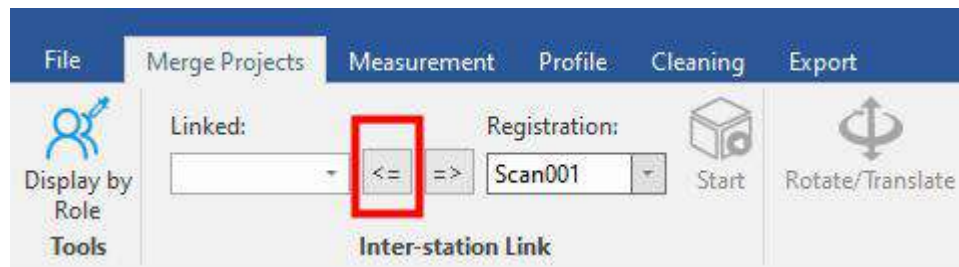 File Merge Projects Measurement Profile Cleaning Export
Linked: Registration:
<= => Scan001
Display by Role Start Rotate/Translate
Tools Inter-station Link